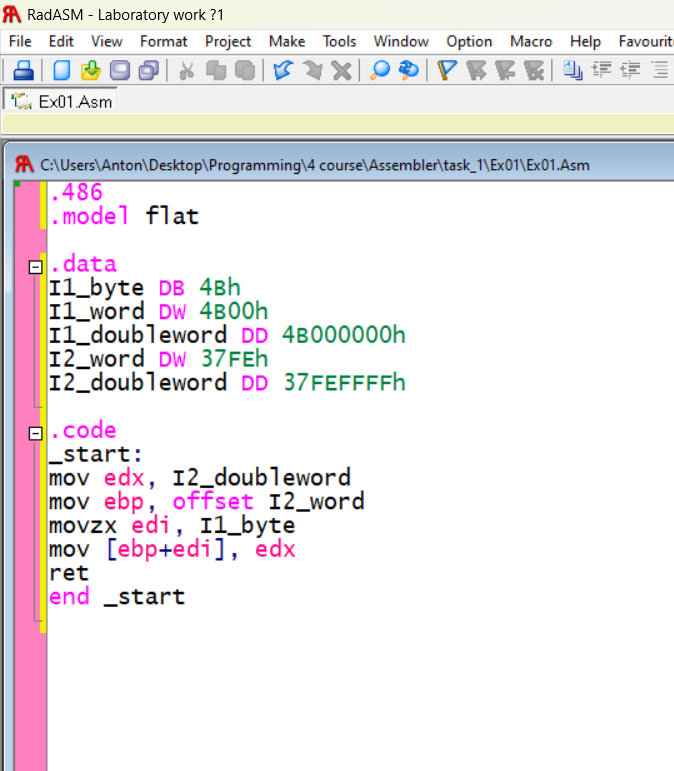 RadASM - Laboratory work ?1
File Edit View Format Project Make Tools Window Option Macro Help Favourit
Ex01.Asm
C:\Users\Anton\Desktop\Programming\4 course\Assembler\task_1\Ex01\Ex01.Asm
.486
.model flat
.data
I1_byte DB 4Bh
I1_word DW 4B00h
I1_doubleword DD 4B000000h
I2_word DW 37FEh
I2_doubleword DD 37FEFFFFh
.code
_start:
mov edx, I2_doubleword
mov ebp, offset I2_word
movzx edi, I1_byte
mov [ebp+edi], edx
ret
end _start